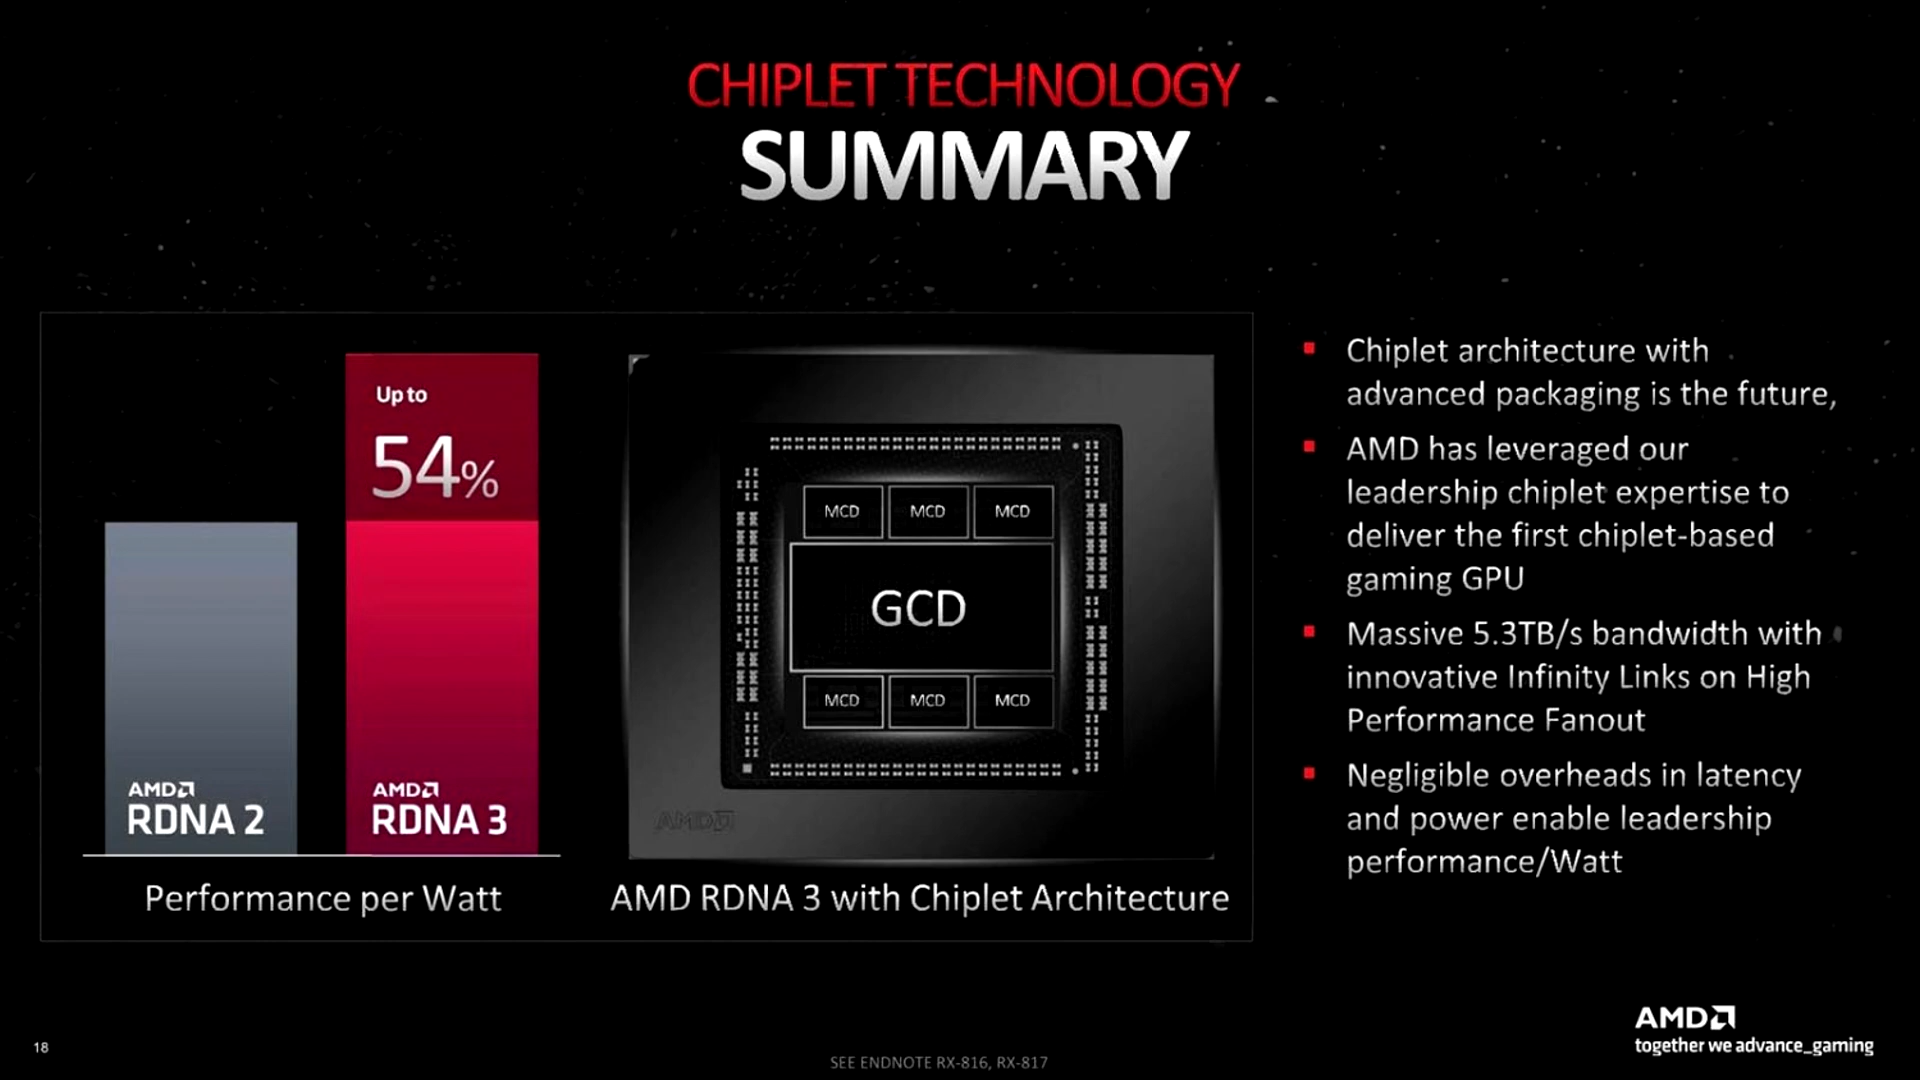 CHIPLET TECHNOLOGY
SUMMARY
Up to
54%
AMD
RDNA 2
AMD
RDNA 3
Performance per Watt
MCD MCD MCD
GCD
MCD MCD MCD
AMD
AMD RDNA 3 with Chiplet Architecture
▪ Chiplet architecture with
advanced packaging is the future,
▪ AMD has leveraged our
leadership chiplet expertise to
deliver the first chiplet-based
gaming GPU
▪ Massive 5.3TB/s bandwidth with
innovative Infinity Links on High
Performance Fanout
▪ Negligible overheads in latency
and power enable leadership
performance/Watt
AMD
together we advance_gaming
18
SEE ENDNOTE RX-816, RX-817